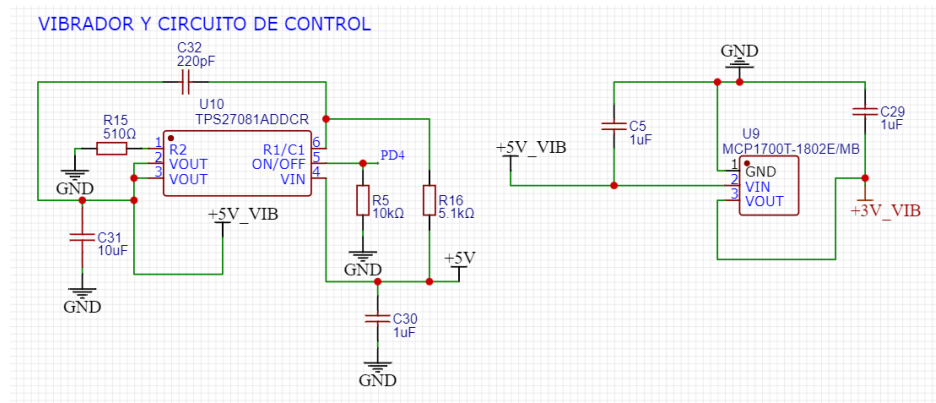 VIBRADOR Y CIRCUITO DE CONTROL
C32
220pF
U10
TPS27081ADDCR
R15
510Ω
1
R2
R1/C1
6
2
VOUT
ON/OFF
5
PD4
3
VOUT
VIN
4
GND
R5
10kΩ
R16
5.1kΩ
+5V_VIB
C31
10uF
GND
GND
+5V
C30
1uF
GND
GND
C5
1uF
C29
1uF
+5V_VIB
U9
MCP1700T-1802E/MB
1
GND
2
VIN
3
VOUT
+3V_VIB